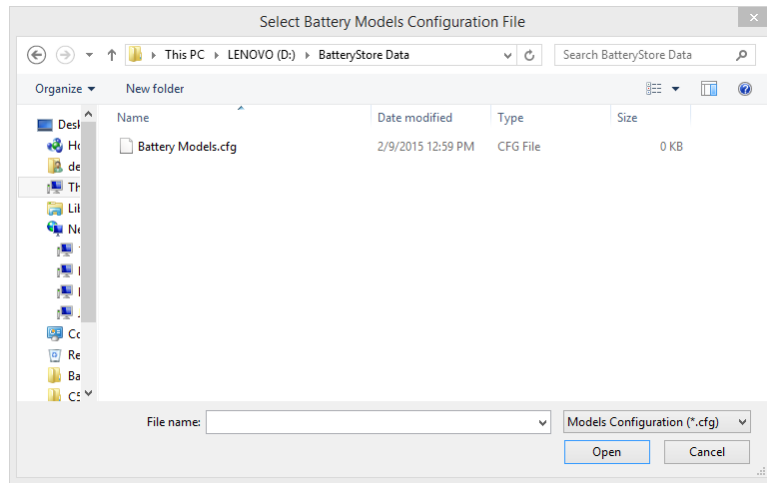 Select Battery Models Configuration File
This PC LENOVO (D:) BatteryStore Data
Search BatteryStore Data
Organize
New folder
Name Date modified Type Size
Battery Models.cfg 2/9/2015 12:59 PM CFG File 0 KB
File name:
Models Configuration (*.cfg)
Open Cancel